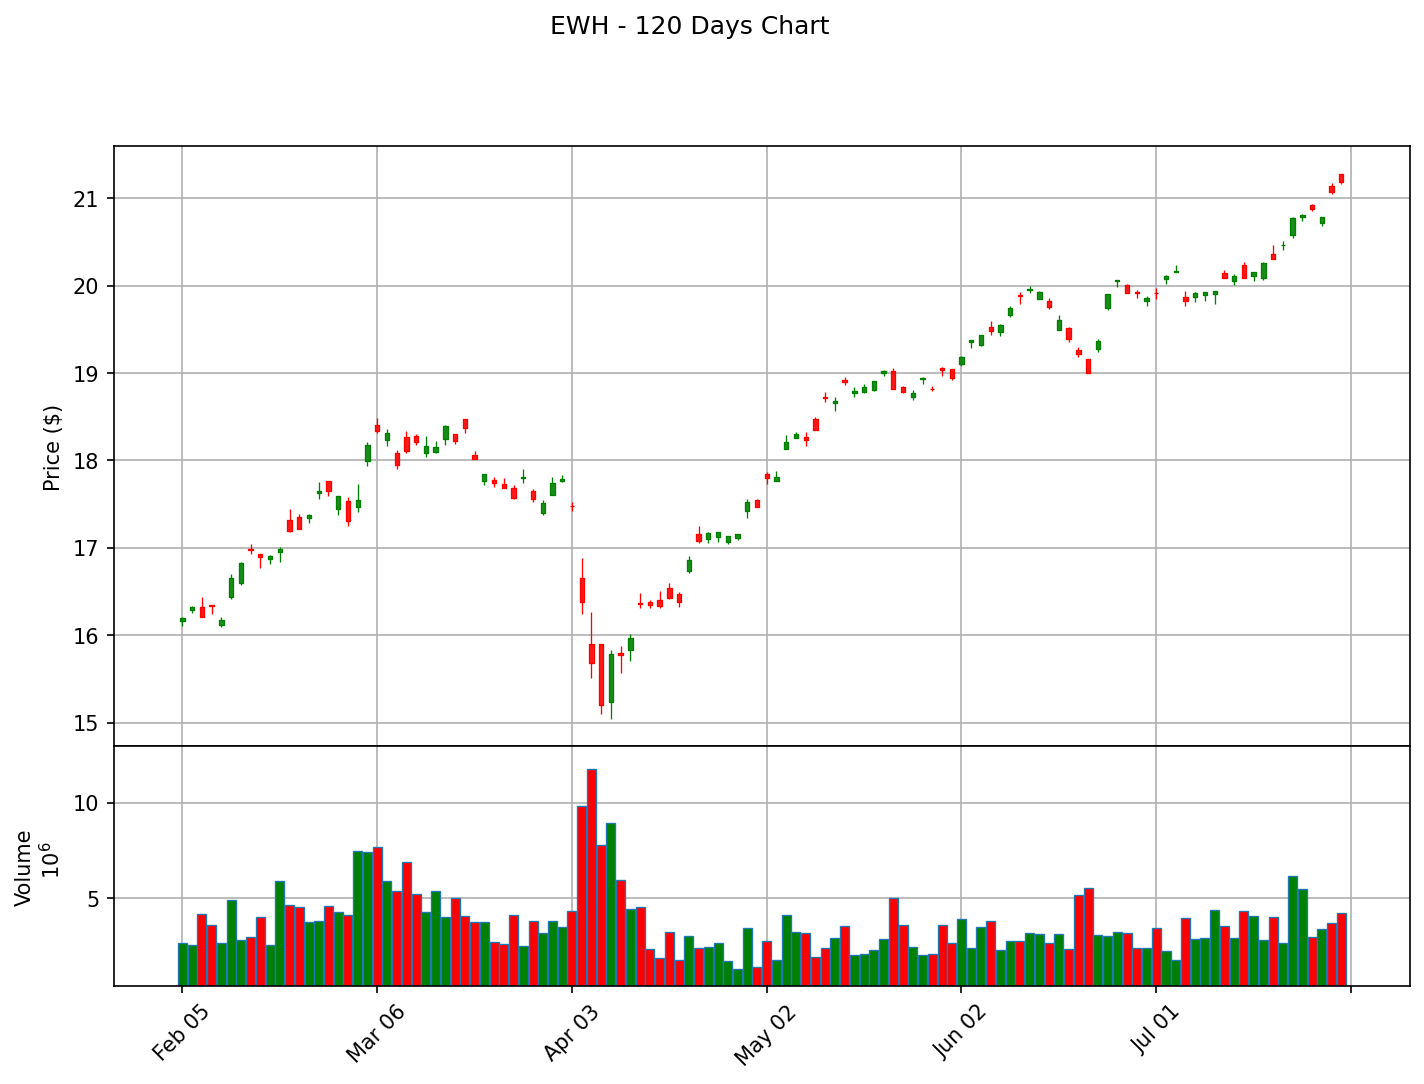 EWH - 120 Days Chart
Price ($)
21
20
19
18
17
16
15
Volume
10^6
10
5
Feb 05
Mar 06
Apr 03
May 02
Jun 02
Jul 01